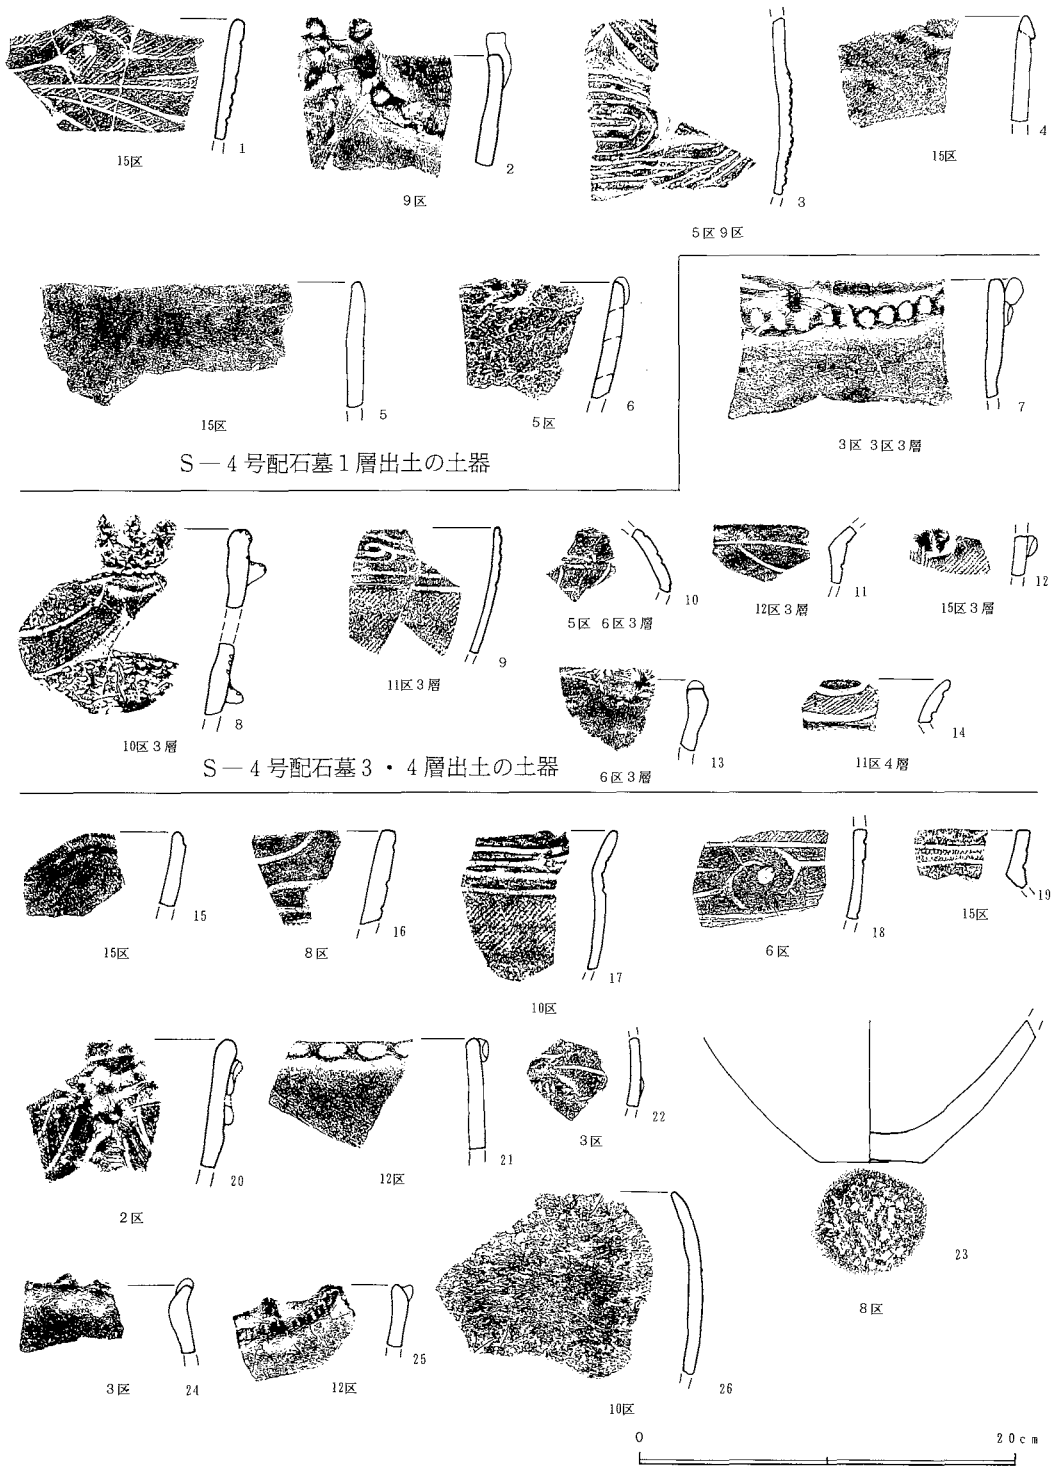 1
15区
2
9区
3
5区 9区
4
15区
5
15区
6
5区
7
3区 3区3層
S－4号配石墓1層出土の土器
8
10区3層
9
11区3層
10
5区 6区3層
11
12区3層
12
15区3層
13
6区3層
14
11区4層
S－4号配石墓3・4層出土の土器
15
15区
16
8区
17
10区
18
6区
19
15区
20
2区
21
12区
22
3区
23
8区
24
3区
25
12区
26
10区
0 20cm